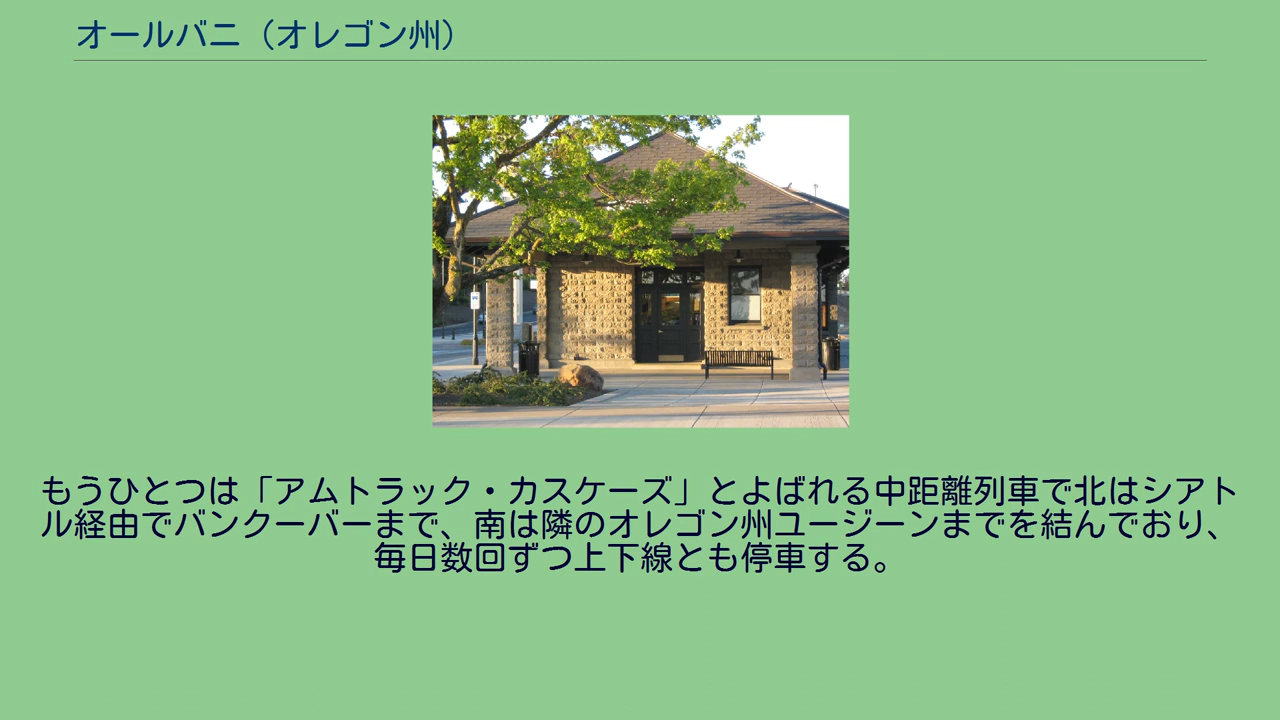 オールバニ（オレゴン州）
もうひとつは「アムトラック・カスケーズ」とよばれる中距離列車で北はシアト
ル経由でバンクーバーまで、南は隣のオレゴン州ユージーンまでを結んでおり、
毎日数回ずつ上下線とも停車する。